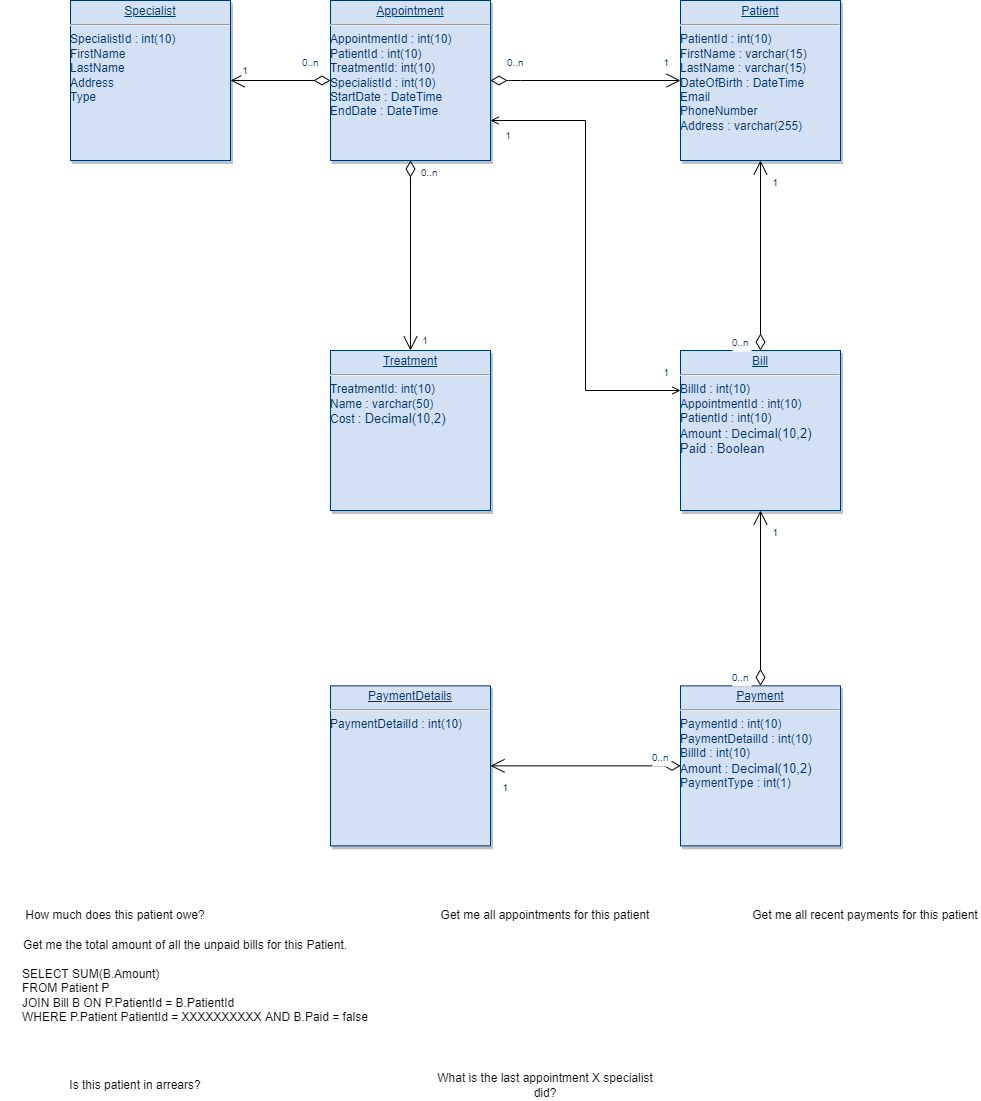 Specialist
SpecialistId : int(10)
FirstName
LastName
Address
Type
1
0..n
Appointment
AppointmentId : int(10)
PatientId : int(10)
TreatmentId: int(10)
SpecialistId : int(10)
StartDate : DateTime
EndDate : DateTime
0..n
1
Patient
PatientId : int(10)
FirstName : varchar(15)
LastName : varchar(15)
DateOfBirth : DateTime
Email
PhoneNumber
Address : varchar(255)
1
0..n
1
1
Treatment
TreatmentId: int(10)
Name : varchar(50)
Cost : Decimal(10,2)
0..n
1
Bill
BillId : int(10)
AppointmentId : int(10)
PatientId : int(10)
Amount : Decimal(10,2)
Paid : Boolean
1
PaymentDetails
PaymentDetailId : int(10)
1
0..n
0..n
Payment
PaymentId : int(10)
PaymentDetailId : int(10)
BillId : int(10)
Amount : Decimal(10,2)
PaymentType : int(1)
How much does this patient owe?
Get me all appointments for this patient
Get me all recent payments for this patient
Get me the total amount of all the unpaid bills for this Patient.
SELECT SUM(B.Amount)
FROM Patient P
JOIN Bill B ON P.PatientId = B.PatientId
WHERE P.Patient PatientId = XXXXXXXXXX AND B.Paid = false
Is this patient in arrears?
What is the last appointment X specialist
did?